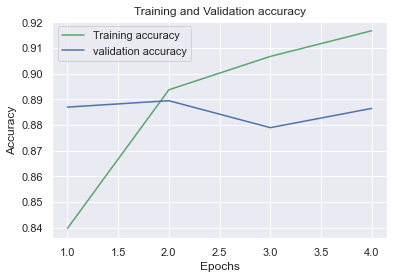 Training and Validation accuracy
Training accuracy
validation accuracy
Accuracy
0.92
0.91
0.90
0.89
0.88
0.87
0.86
0.85
0.84
1.0 1.5 2.0 2.5 3.0 3.5 4.0
Epochs